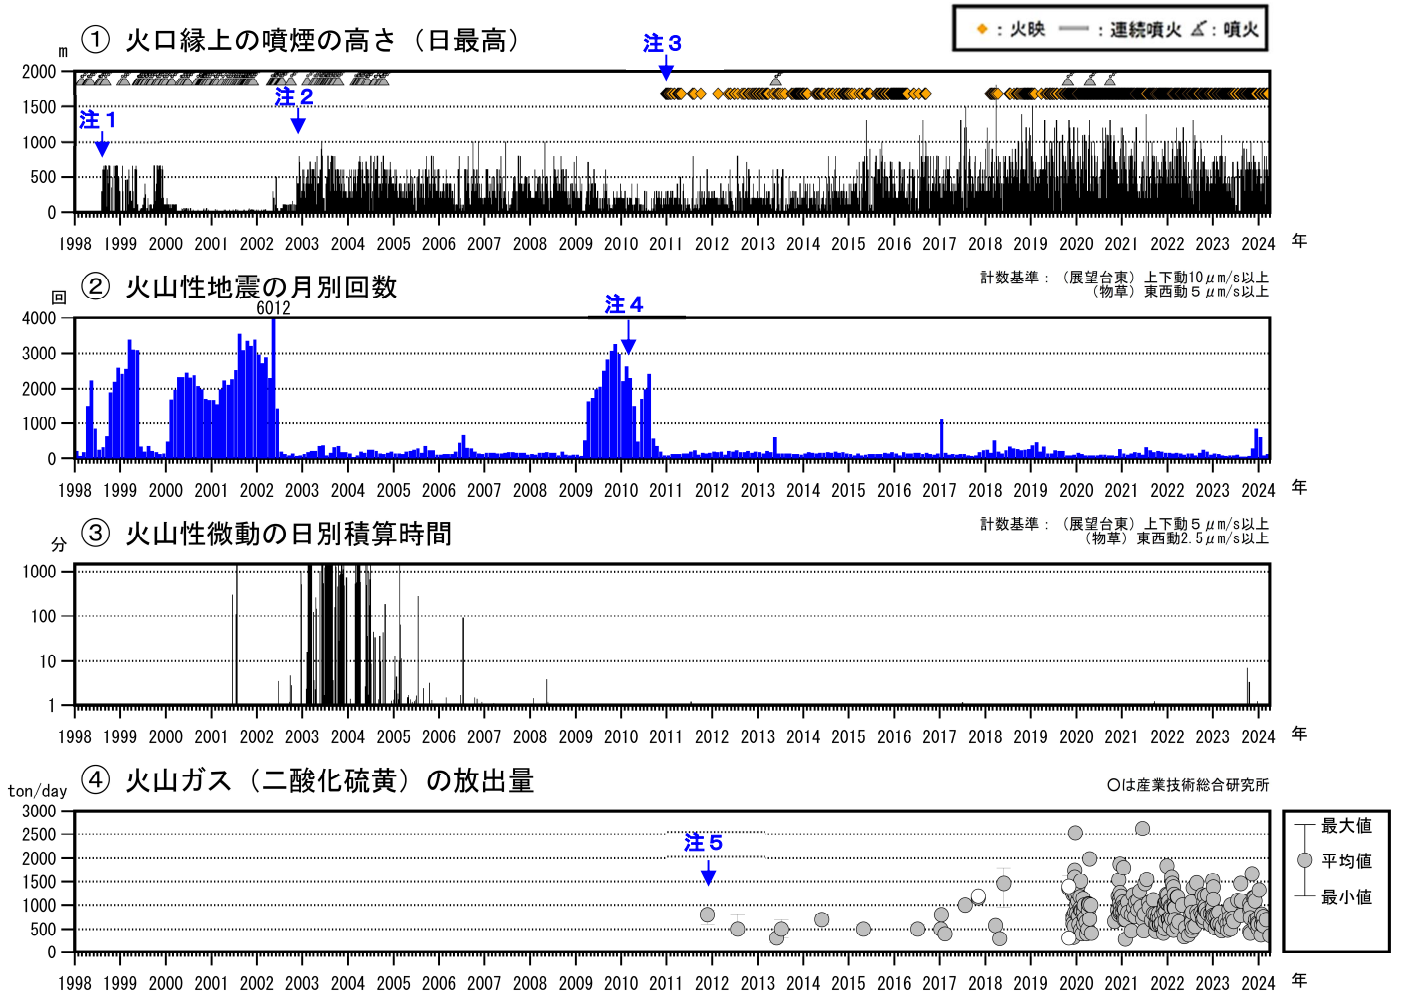 ◆：火映 ━：連続噴火 ：噴火
① 火口縁上の噴煙の高さ（日最高）
m
注３
2000
1500
1000
500
0
注１
注２
1998 1999 2000 2001 2002 2003 2004 2005 2006 2007 2008 2009 2010 2011 2012 2013 2014 2015 2016 2017 2018 2019 2020 2021 2022 2023 2024 年
② 火山性地震の月別回数
計数基準：（展望台東）上下動10μm/s以上
（物草）東西動５μm/s以上
回
6012
注４
4000
3000
2000
1000
0
1998 1999 2000 2001 2002 2003 2004 2005 2006 2007 2008 2009 2010 2011 2012 2013 2014 2015 2016 2017 2018 2019 2020 2021 2022 2023 2024 年
③ 火山性微動の日別積算時間
計数基準：（展望台東）上下動５μm/s以上
（物草）東西動2.5μm/s以上
分
1000
100
10
1
1998 1999 2000 2001 2002 2003 2004 2005 2006 2007 2008 2009 2010 2011 2012 2013 2014 2015 2016 2017 2018 2019 2020 2021 2022 2023 2024 年
④ 火山ガス（二酸化硫黄）の放出量
○は産業技術総合研究所
ton/day
3000
2500
2000
1500
1000
500
0
注５
最大値
平均値
最小値
1998 1999 2000 2001 2002 2003 2004 2005 2006 2007 2008 2009 2010 2011 2012 2013 2014 2015 2016 2017 2018 2019 2020 2021 2022 2023 2024 年